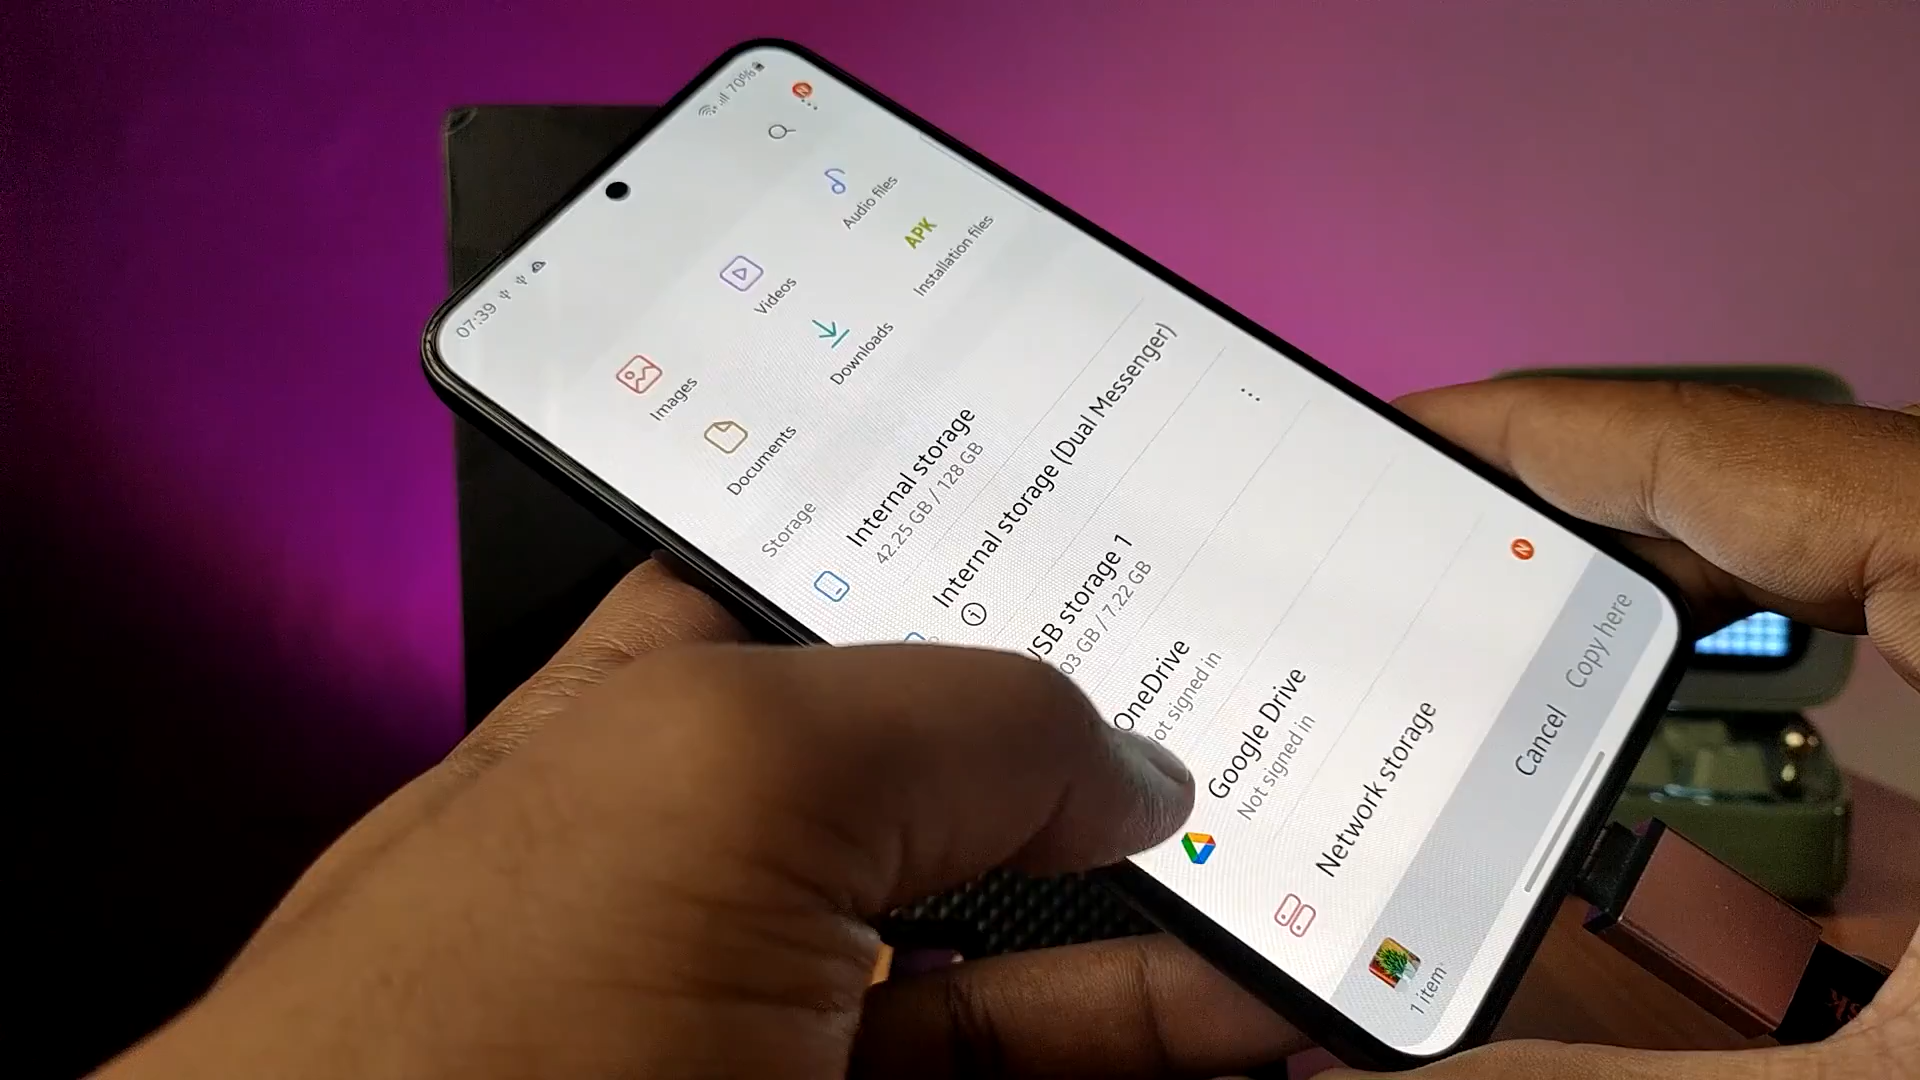 07:39
70%
N
Images
Videos
Audio files
Documents
Downloads
APK
Installation files
Storage
Internal storage
42.25 GB / 128 GB
Internal storage (Dual Messenger)
USB storage 1
03 GB / 7.22 GB
OneDrive
Not signed in
Google Drive
Not signed in
N
Network storage
1 item
Cancel
Copy here